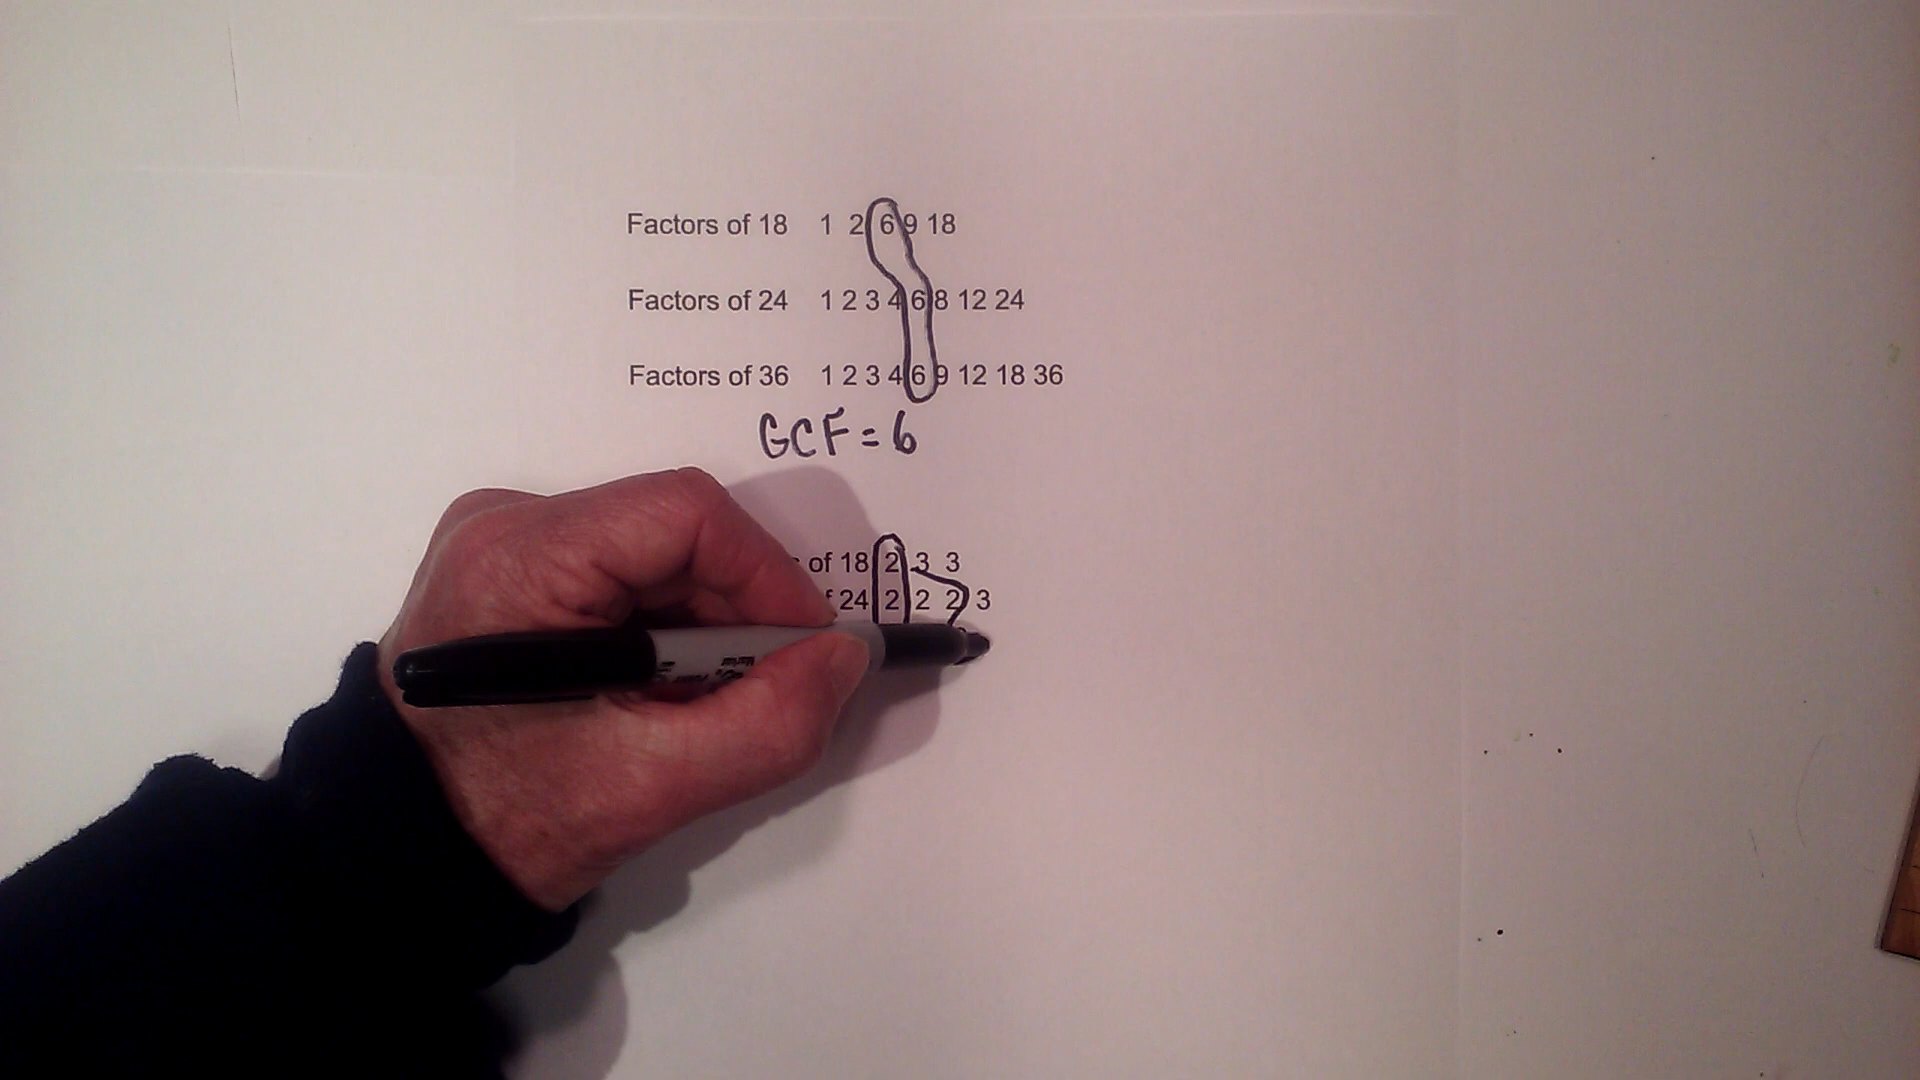 Factors of 18 1 2 6 9 18
Factors of 24 1 2 3 4 6 8 12 24
Factors of 36 1 2 3 4 6 9 12 18 36
GCF = 6
of 18 2 3 3
24 2 2 2 3